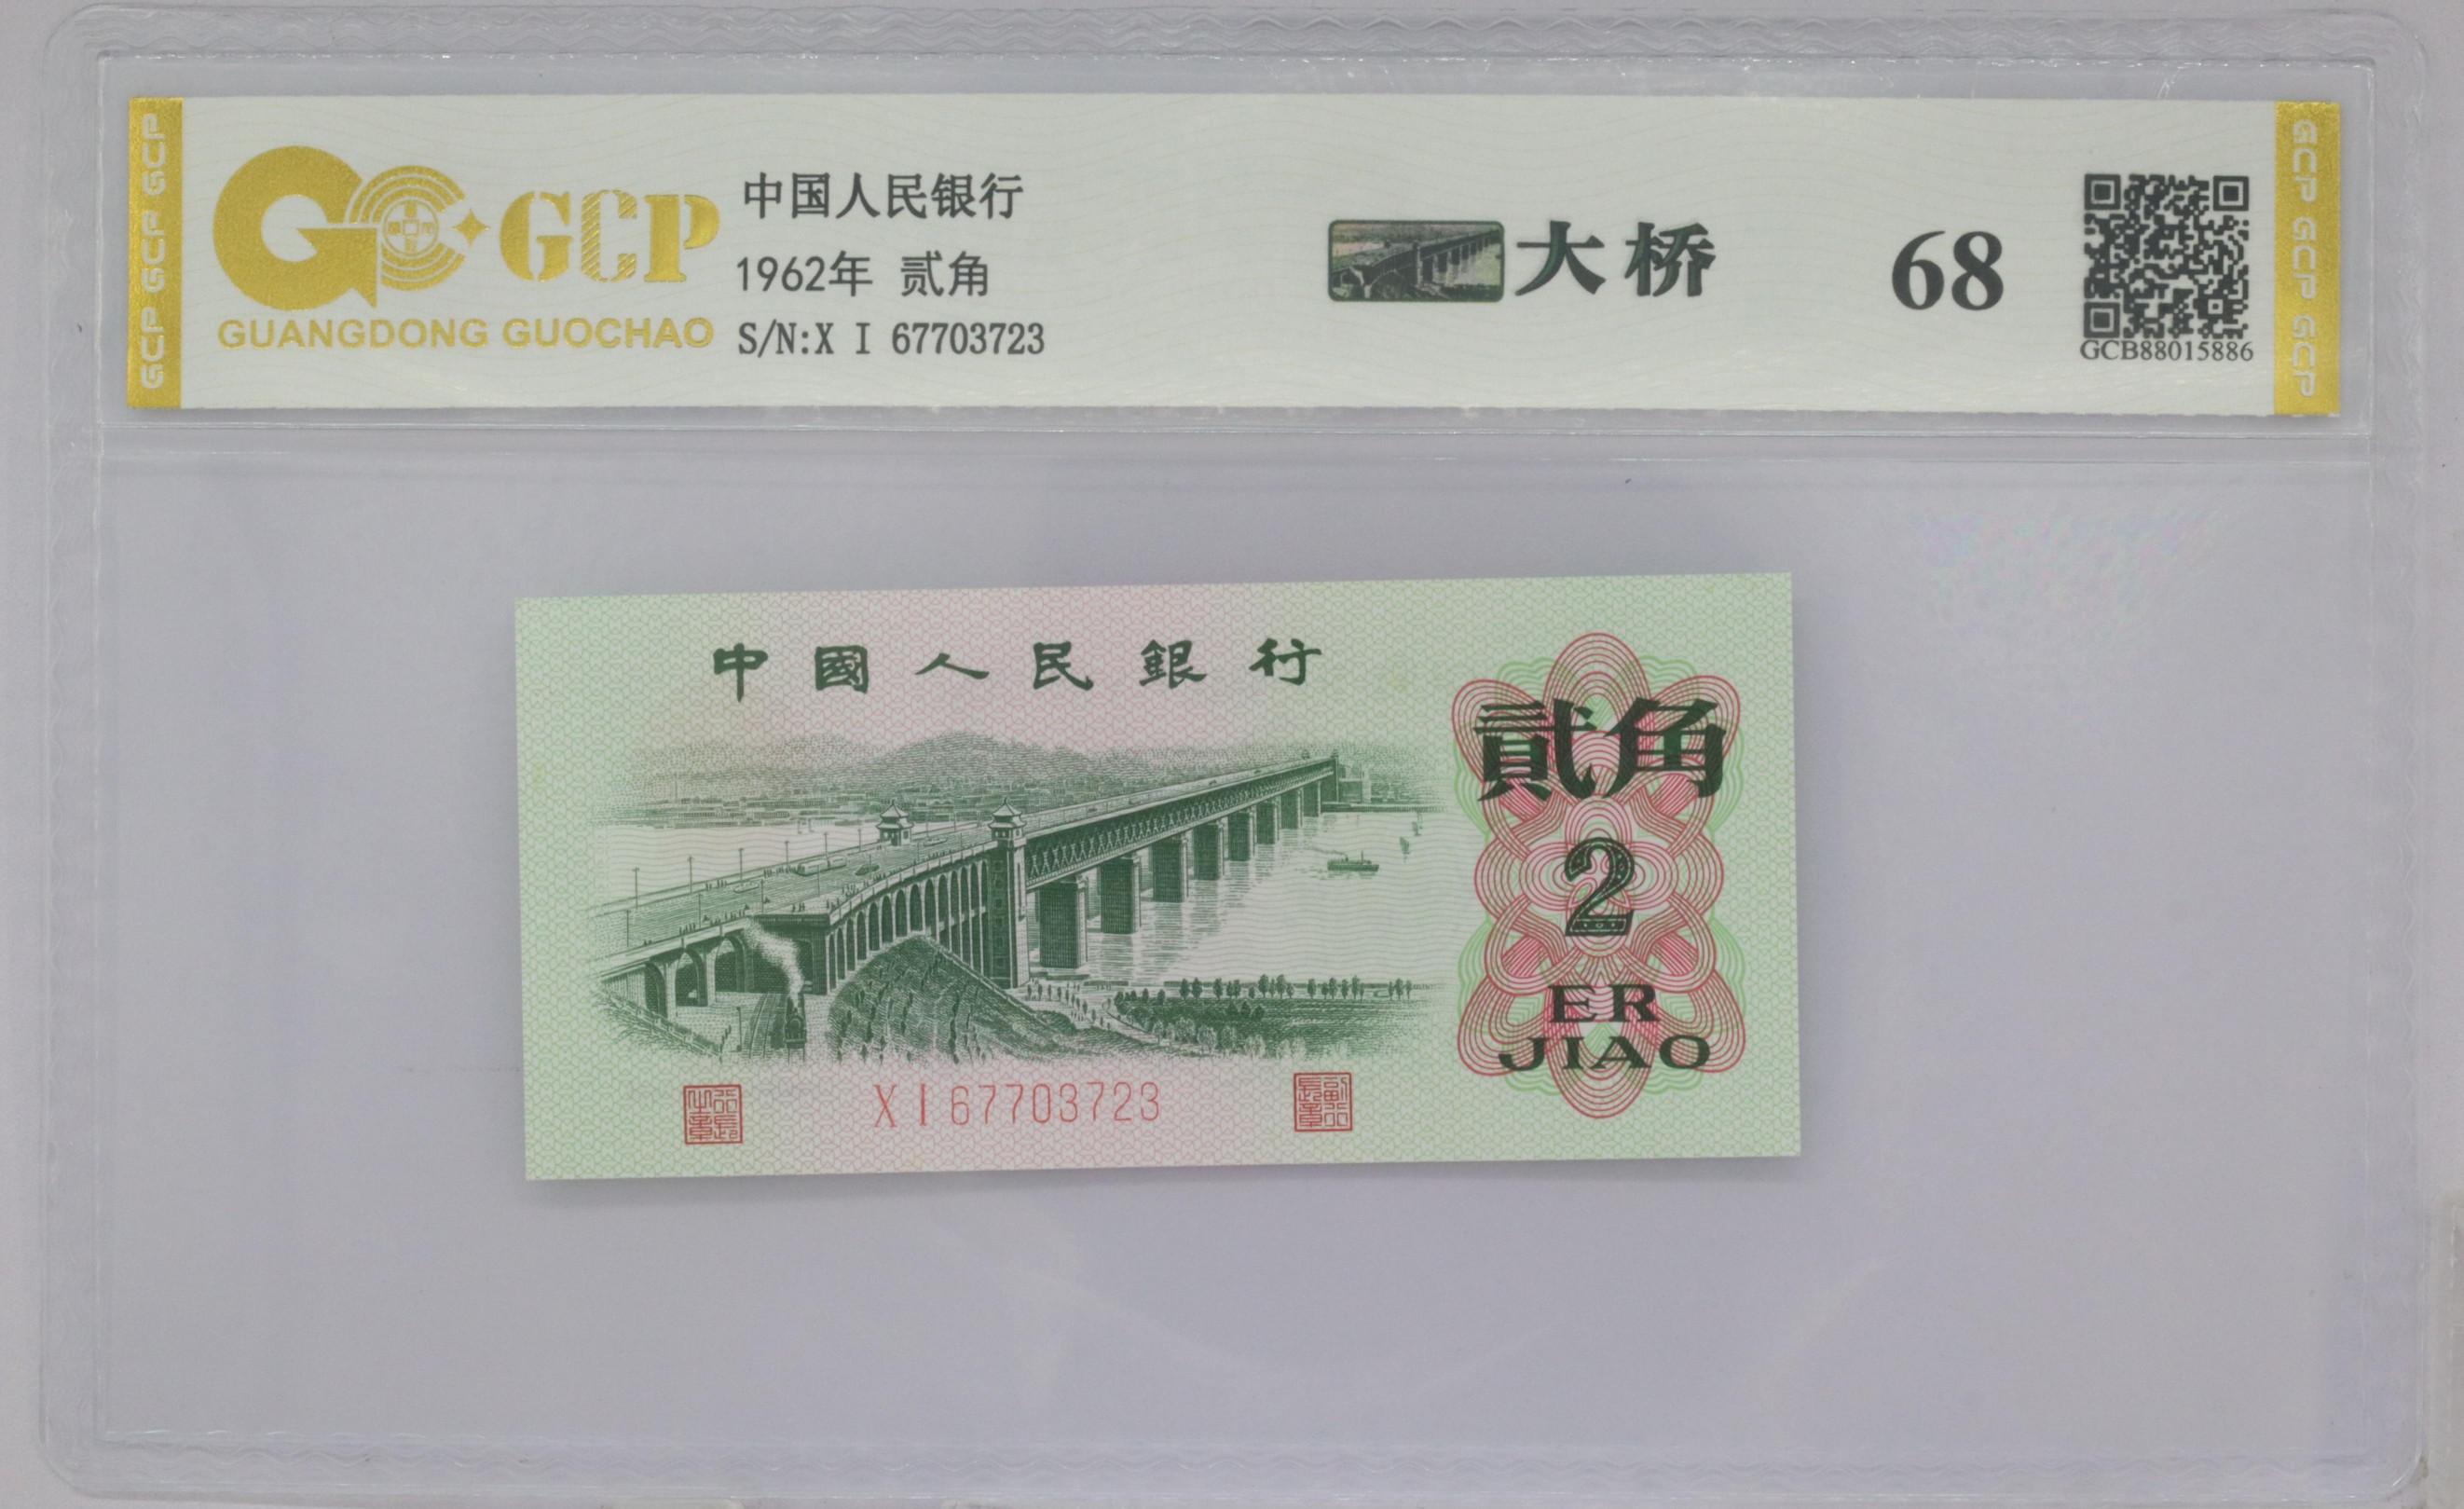 GCP GCP GCP
GCP
GUANGDONG GUOCHAO
中国人民银行
1962年 贰角
S/N:X I 67703723
大桥
68
GCB88015886
GCP GCP GCP GCP
中國人民銀行
貳角
2
ER
JIAO
X I 67703723